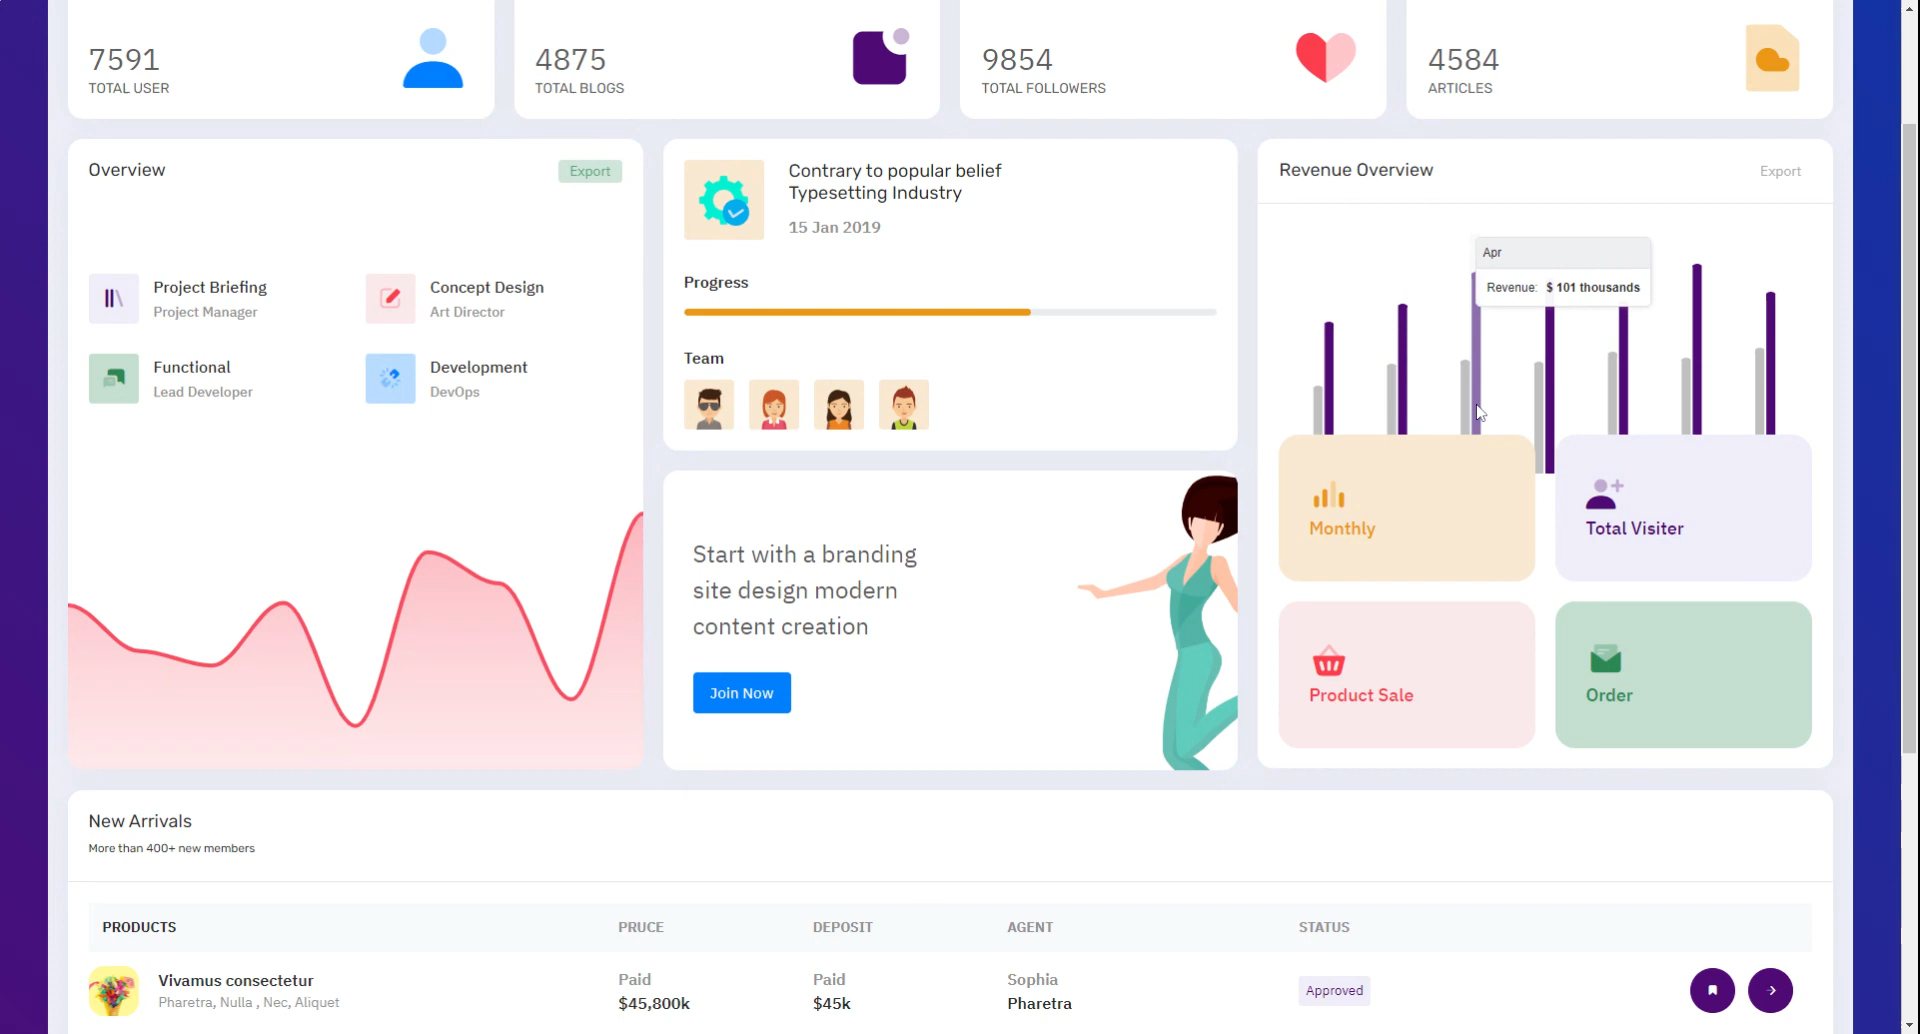 7591
TOTAL USER
4875
TOTAL BLOGS
9854
TOTAL FOLLOWERS
4584
ARTICLES
Overview
Export
Project Briefing
Project Manager
Concept Design
Art Director
Functional
Lead Developer
Development
DevOps
Contrary to popular belief
Typesetting Industry
15 Jan 2019
Progress
Team
Start with a branding
site design modern
content creation
Join Now
Revenue Overview
Export
Apr
Revenue: $ 101 thousands
Monthly
Total Visiter
Product Sale
Order
New Arrivals
More than 400+ new members
PRODUCTS PRUCE DEPOSIT AGENT STATUS
Vivamus consectetur
Pharetra, Nulla , Nec, Aliquet
Paid
$45,800k
Paid
$45k
Sophia
Pharetra
Approved